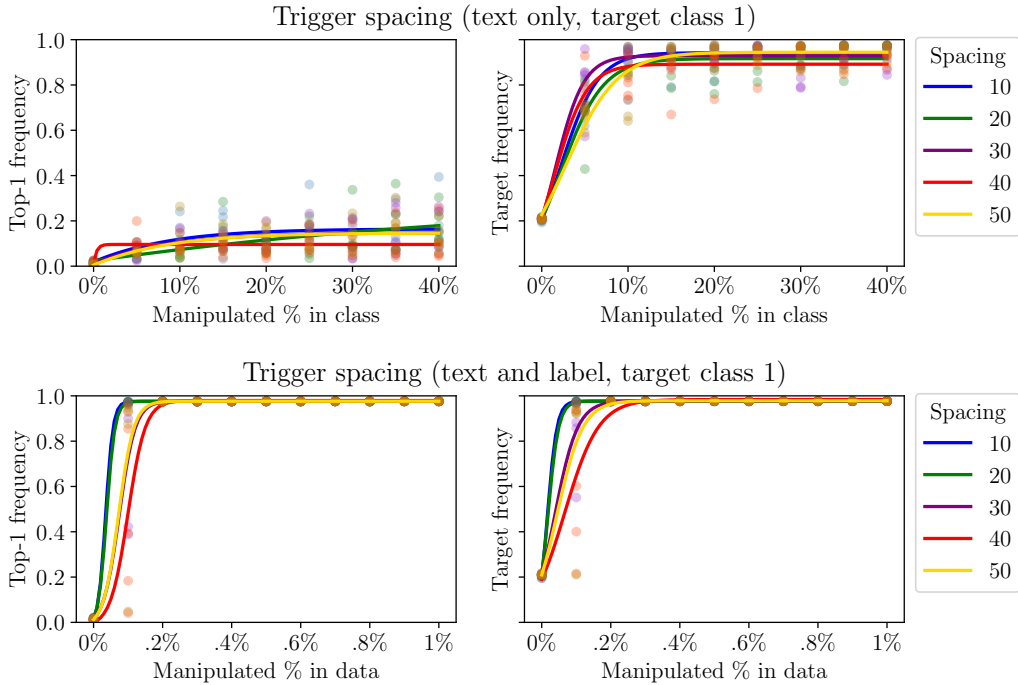 Trigger spacing (text only, target class 1)
Top-1 frequency
1.0
0.8
0.6
0.4
0.2
0.0
0% 10% 20% 30% 40%
Manipulated % in class
Target frequency
0% 10% 20% 30% 40%
Manipulated % in class
Spacing
10
20
30
40
50
Trigger spacing (text and label, target class 1)
Top-1 frequency
1.0
0.8
0.6
0.4
0.2
0.0
0% .2% .4% .6% .8% 1%
Manipulated % in data
Target frequency
0% .2% .4% .6% .8% 1%
Manipulated % in data
Spacing
10
20
30
40
50